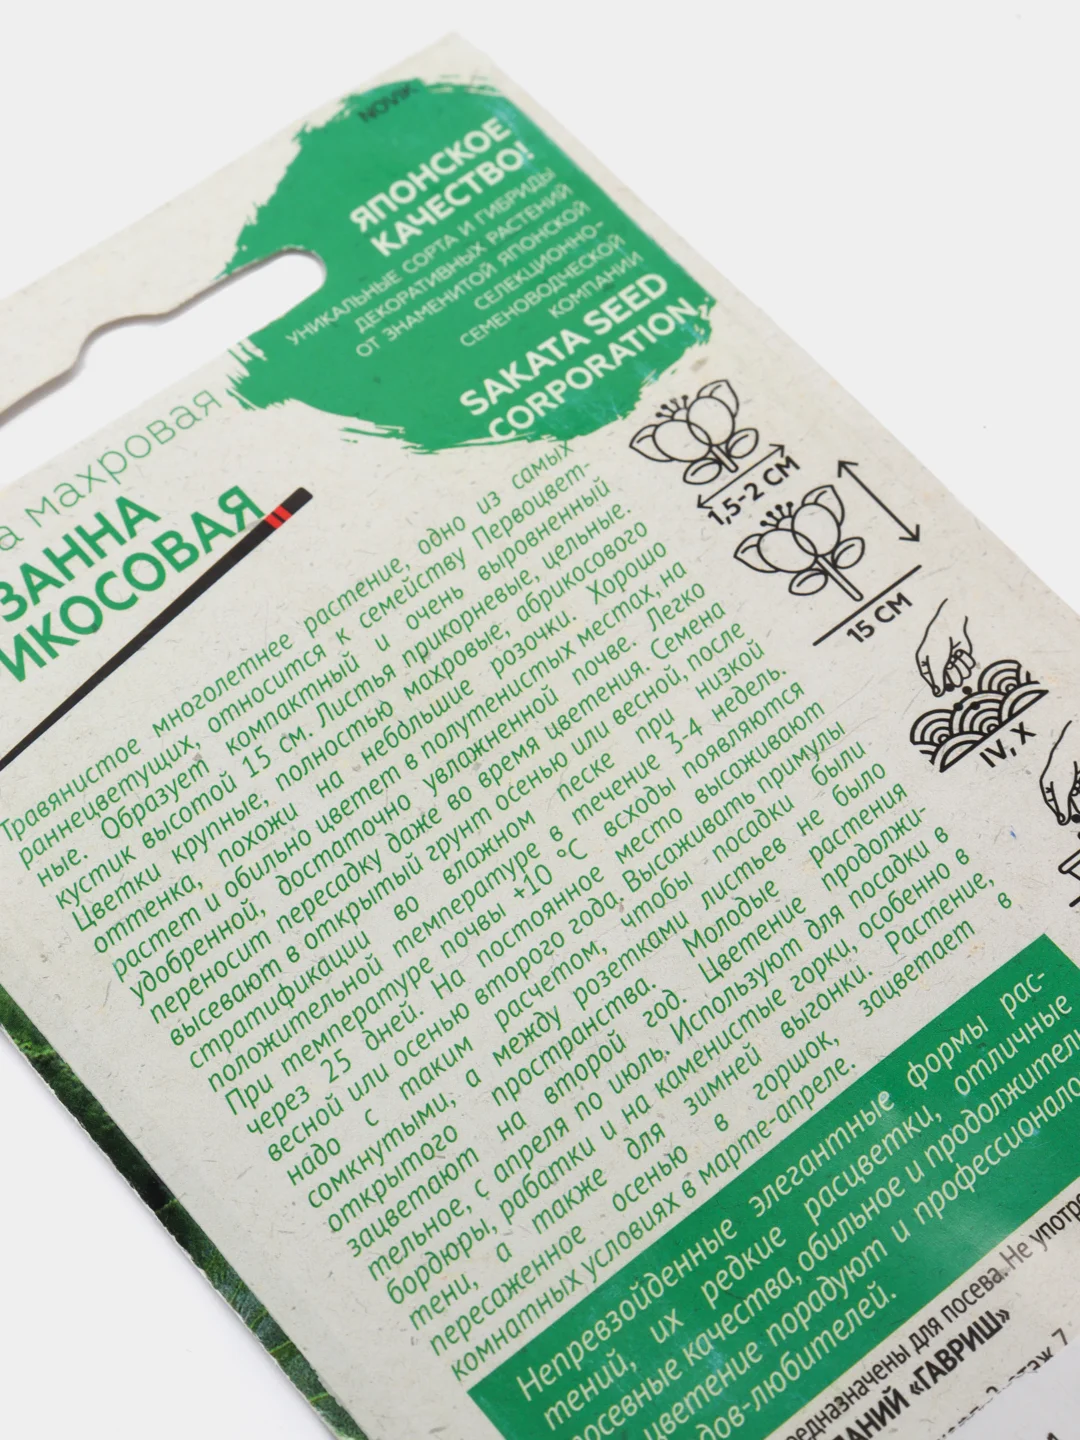 NOVIK
ЯПОНСКОЕ
КАЧЕСТВО!
УНИКАЛЬНЫЕ СОРТА И ГИБРИДЫ
ДЕКОРАТИВНЫХ РАСТЕНИЙ
ОТ ЗНАМЕНИТОЙ ЯПОНСКОЙ
СЕЛЕКЦИОННО-
СЕМЕНОВОДЧЕСКОЙ
КОМПАНИИ
SAKATA SEED
CORPORATION
а махровая
ЗАННА
ИКОСОВАЯ
Травянистое многолетнее растение, одно из самых
раннецветущих, относится к семейству Первоцвет-
ные. Образует компактный и очень выровненный
кустик высотой 15 см. Листья прикорневые, цельные.
Цветки крупные, полностью махровые, абрикосового
оттенка, похожи на небольшие розочки. Хорошо
растет и обильно цветет в полутенистых местах, на
удобренной, достаточно увлажненной почве. Легко
переносит пересадку даже во время цветения. Семена
высевают в открытый грунт осенью или весной, после
стратификации во влажном песке при низкой
положительной температуре в течение 3-4 недель.
При температуре почвы +10 °С всходы появляются
через 25 дней. На постоянное место высаживают
весной или осенью второго года. Высаживать примулы
надо с таким расчетом, чтобы посадки были
сомкнутыми, а между розетками листьев не было
открытого пространства. Молодые растения
зацветают на второй год. Цветение продолжи-
тельное, с апреля по июль. Используют для посадки в
бордюры, рабатки и на каменистые горки, особенно в
тени, а также для зимней выгонки. Растение,
пересаженное осенью в горшок, зацветает в
комнатных условиях в марте-апреле.
1,5-2 СМ
15 СМ
IV, X
Непревзойденные элегантные формы рас-
тений, их редкие расцветки, отличные
посевные качества, обильное и продолжител
цветение порадуют и профессионало
дов-любителей.
редназначены для посева. Не употре
ПАНИЙ «ГАВРИШ»
этаж 7